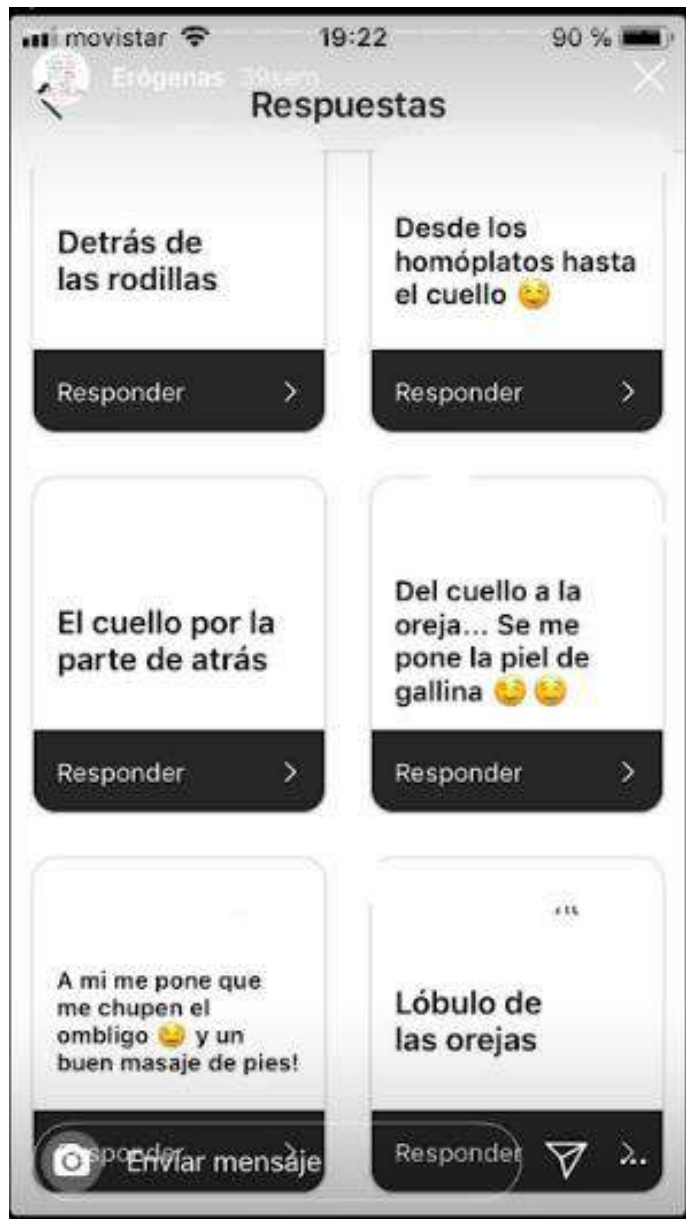 movistar 19:22 90 %
Erógenas 39sem
Respuestas
Detrás de
las rodillas
Desde los
homóplatos hasta
el cuello 😋
Responder
Responder
El cuello por la
parte de atrás
Del cuello a la
oreja... Se me
pone la piel de
gallina 😋 😋
Responder
Responder
A mi me pone que
me chupen el
ombligo 😋 y un
buen masaje de pies!
Lóbulo de
las orejas
Responder
Enviar mensaje
Responder